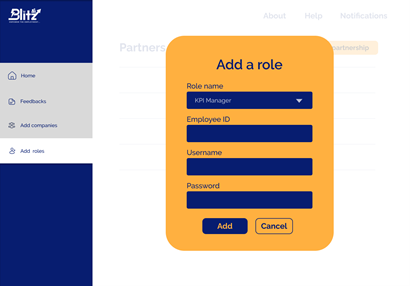 Blitz
About Help Notifications
Partners
partnership
Home
Feedbacks
Add companies
Add roles
Add a role
Role name
KPI Manager
Employee ID
Username
Password
Add Cancel